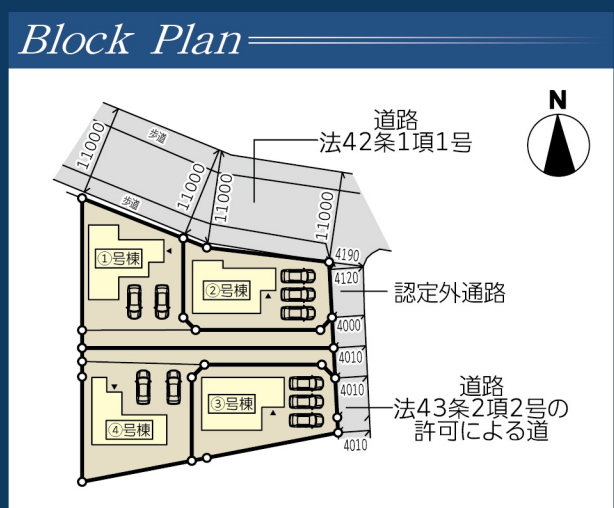 Block Plan
N
道路
法42条1項1号
歩道
歩道
11000
11000
11000
11000
4190
①号棟
4120
②号棟
認定外通路
4000
4010
4010
道路
法43条2項2号の
許可による道
③号棟
④号棟
4010